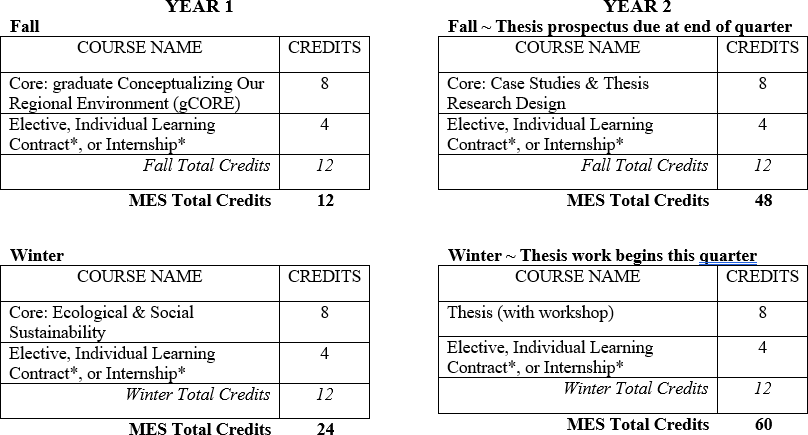 YEAR 1
Fall
COURSE NAME CREDITS
Core: graduate Conceptualizing Our 8
Regional Environment (gCORE)
Elective, Individual Learning 4
Contract*, or Internship*
Fall Total Credits 12
MES Total Credits 12
Winter
COURSE NAME CREDITS
Core: Ecological & Social 8
Sustainability
Elective, Individual Learning 4
Contract*, or Internship*
Winter Total Credits 12
MES Total Credits 24
YEAR 2
Fall ~ Thesis prospectus due at end of quarter
COURSE NAME CREDITS
Core: Case Studies & Thesis 8
Research Design
Elective, Individual Learning 4
Contract*, or Internship*
Fall Total Credits 12
MES Total Credits 48
Winter ~ Thesis work begins this quarter
COURSE NAME CREDITS
Thesis (with workshop) 8
Elective, Individual Learning 4
Contract*, or Internship*
Winter Total Credits 12
MES Total Credits 60